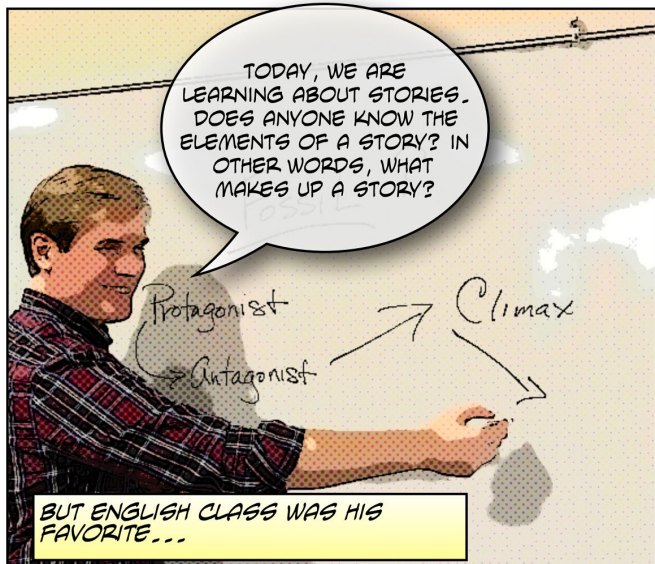 TODAY, WE ARE
LEARNING ABOUT STORIES.
DOES ANYONE KNOW THE
ELEMENTS OF A STORY? IN
OTHER WORDS, WHAT
MAKES UP A STORY?
Fossil
Protagonist
Climax
Antagonist
BUT ENGLISH CLASS WAS HIS
FAVORITE...